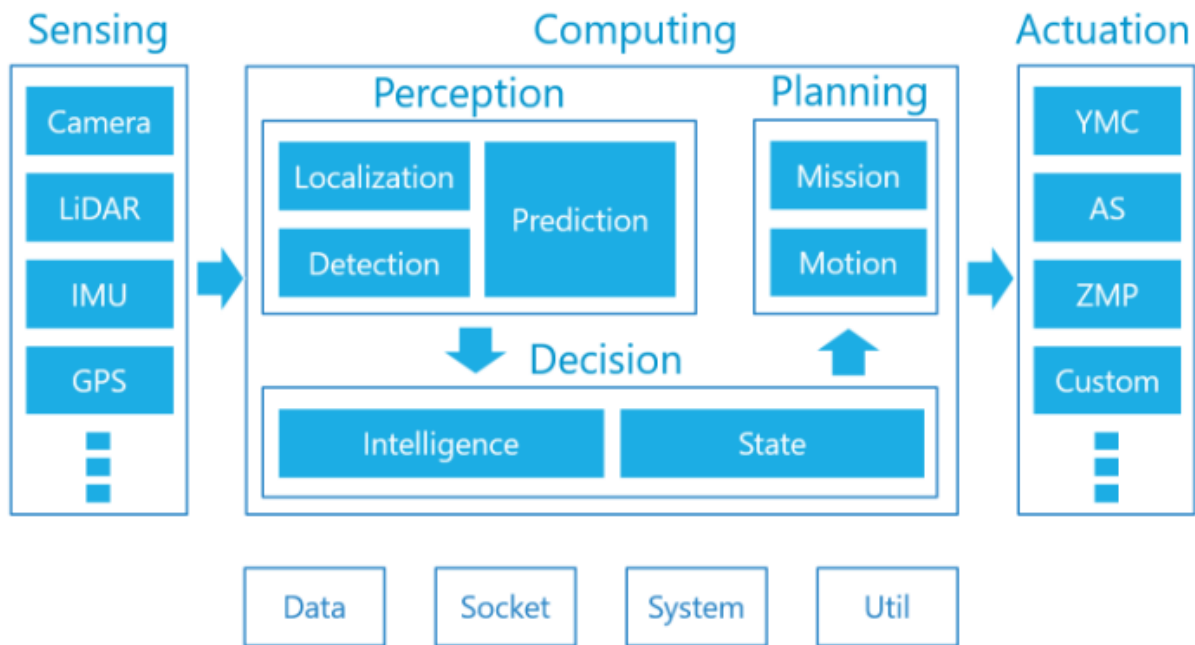 Sensing
Camera
LiDAR
IMU
GPS
Computing
Perception
Localization
Detection
Prediction
Planning
Mission
Motion
Decision
Intelligence
State
Actuation
YMC
AS
ZMP
Custom
Data
Socket
System
Util